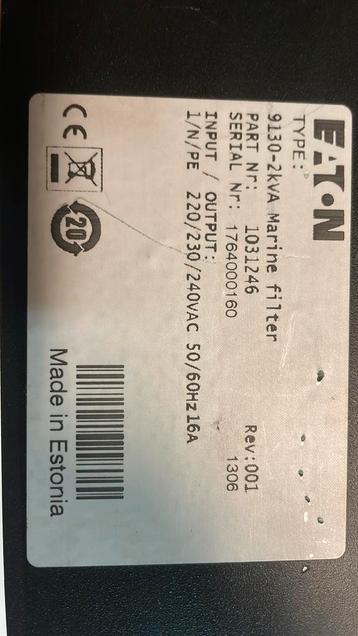 EATON
TYPE:
9130-2kVA Marine filter
PART Nr: 1031246 Rev:001
SERIAL Nr: 1764000160 1306
INPUT / OUTPUT:
1/N/PE 220/230/240VAC 50/60Hz 16A
CE
20
Made in Estonia